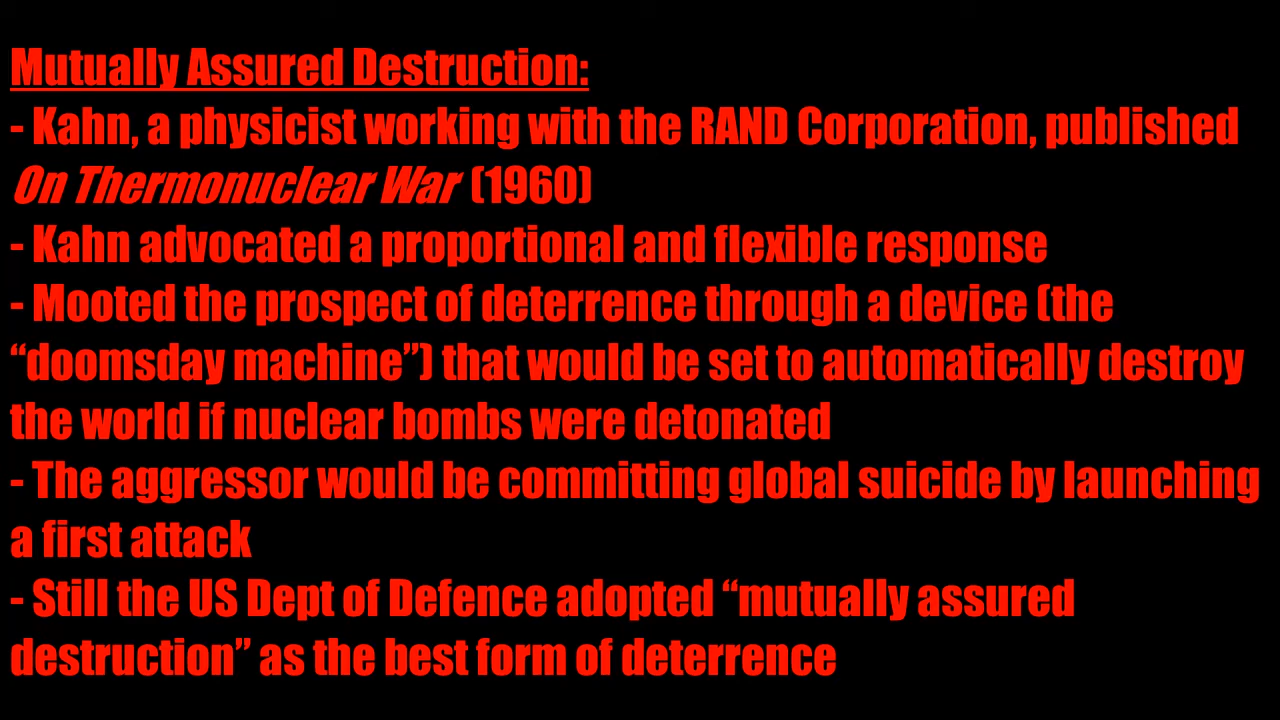 Mutually Assured Destruction:
- Kahn, a physicist working with the RAND Corporation, published
On Thermonuclear War (1960)
- Kahn advocated a proportional and flexible response
- Mooted the prospect of deterrence through a device (the
“doomsday machine”) that would be set to automatically destroy
the world if nuclear bombs were detonated
- The aggressor would be committing global suicide by launching
a first attack
- Still the US Dept of Defence adopted “mutually assured
destruction” as the best form of deterrence